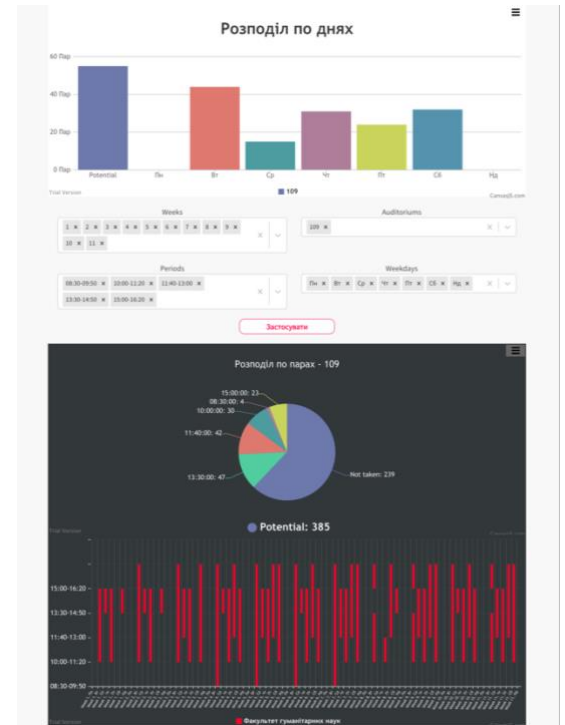 Розподіл по днях
60 Пар
40 Пар
20 Пар
0 Пар
Potential Пн Вт Ср Чт Пт Сб Нд
109
Trial Version
CanvasJS.com
Weeks
1 × 2 × 3 × 4 × 5 × 6 × 7 × 8 × 9 ×
10 × 11 ×
Auditoriums
109 ×
Periods
08:30-09:50 × 10:00-11:20 × 11:40-13:00 ×
13:30-14:50 × 15:00-16:20 ×
Weekdays
Пн × Вт × Ср × Чт × Пт × Сб × Нд ×
Застосувати
Розподіл по парах - 109
15:00:00: 23
08:30:00: 4
10:00:00: 30
11:40:00: 42
13:30:00: 47
Not taken: 239
Potential: 385
Trial Version
CanvasJS.com
15:00-16:20
13:30-14:50
11:40-13:00
10:00-11:20
08:30-09:50
Факультет гуманітарних наук
Trial Version